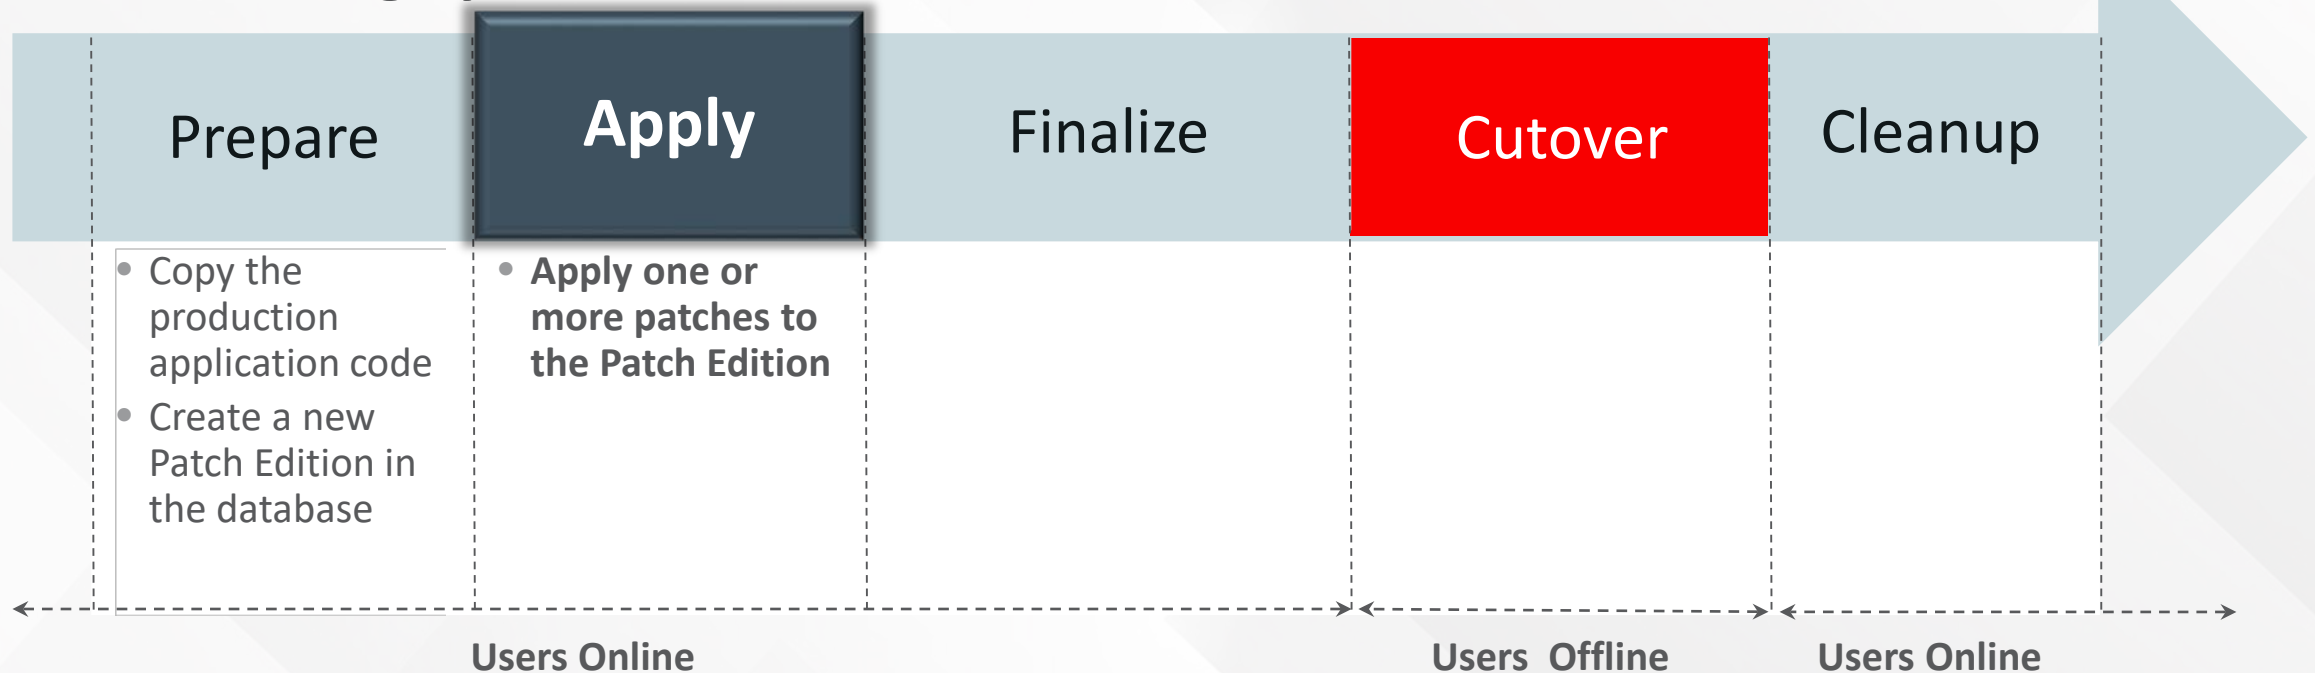 Prepare
Apply
Finalize
Cutover
Cleanup
• Copy the
production
application code
• Create a new
Patch Edition in
the database
• Apply one or
more patches to
the Patch Edition
Users Online
Users Offline
Users Online